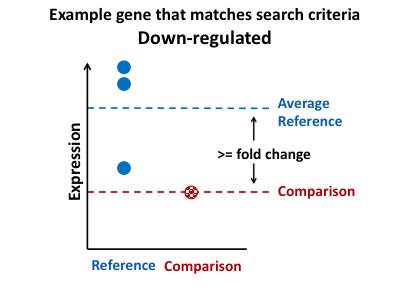 Example gene that matches search criteria
Down-regulated
Average
Reference
>= fold change
Comparison
Expression
Reference Comparison